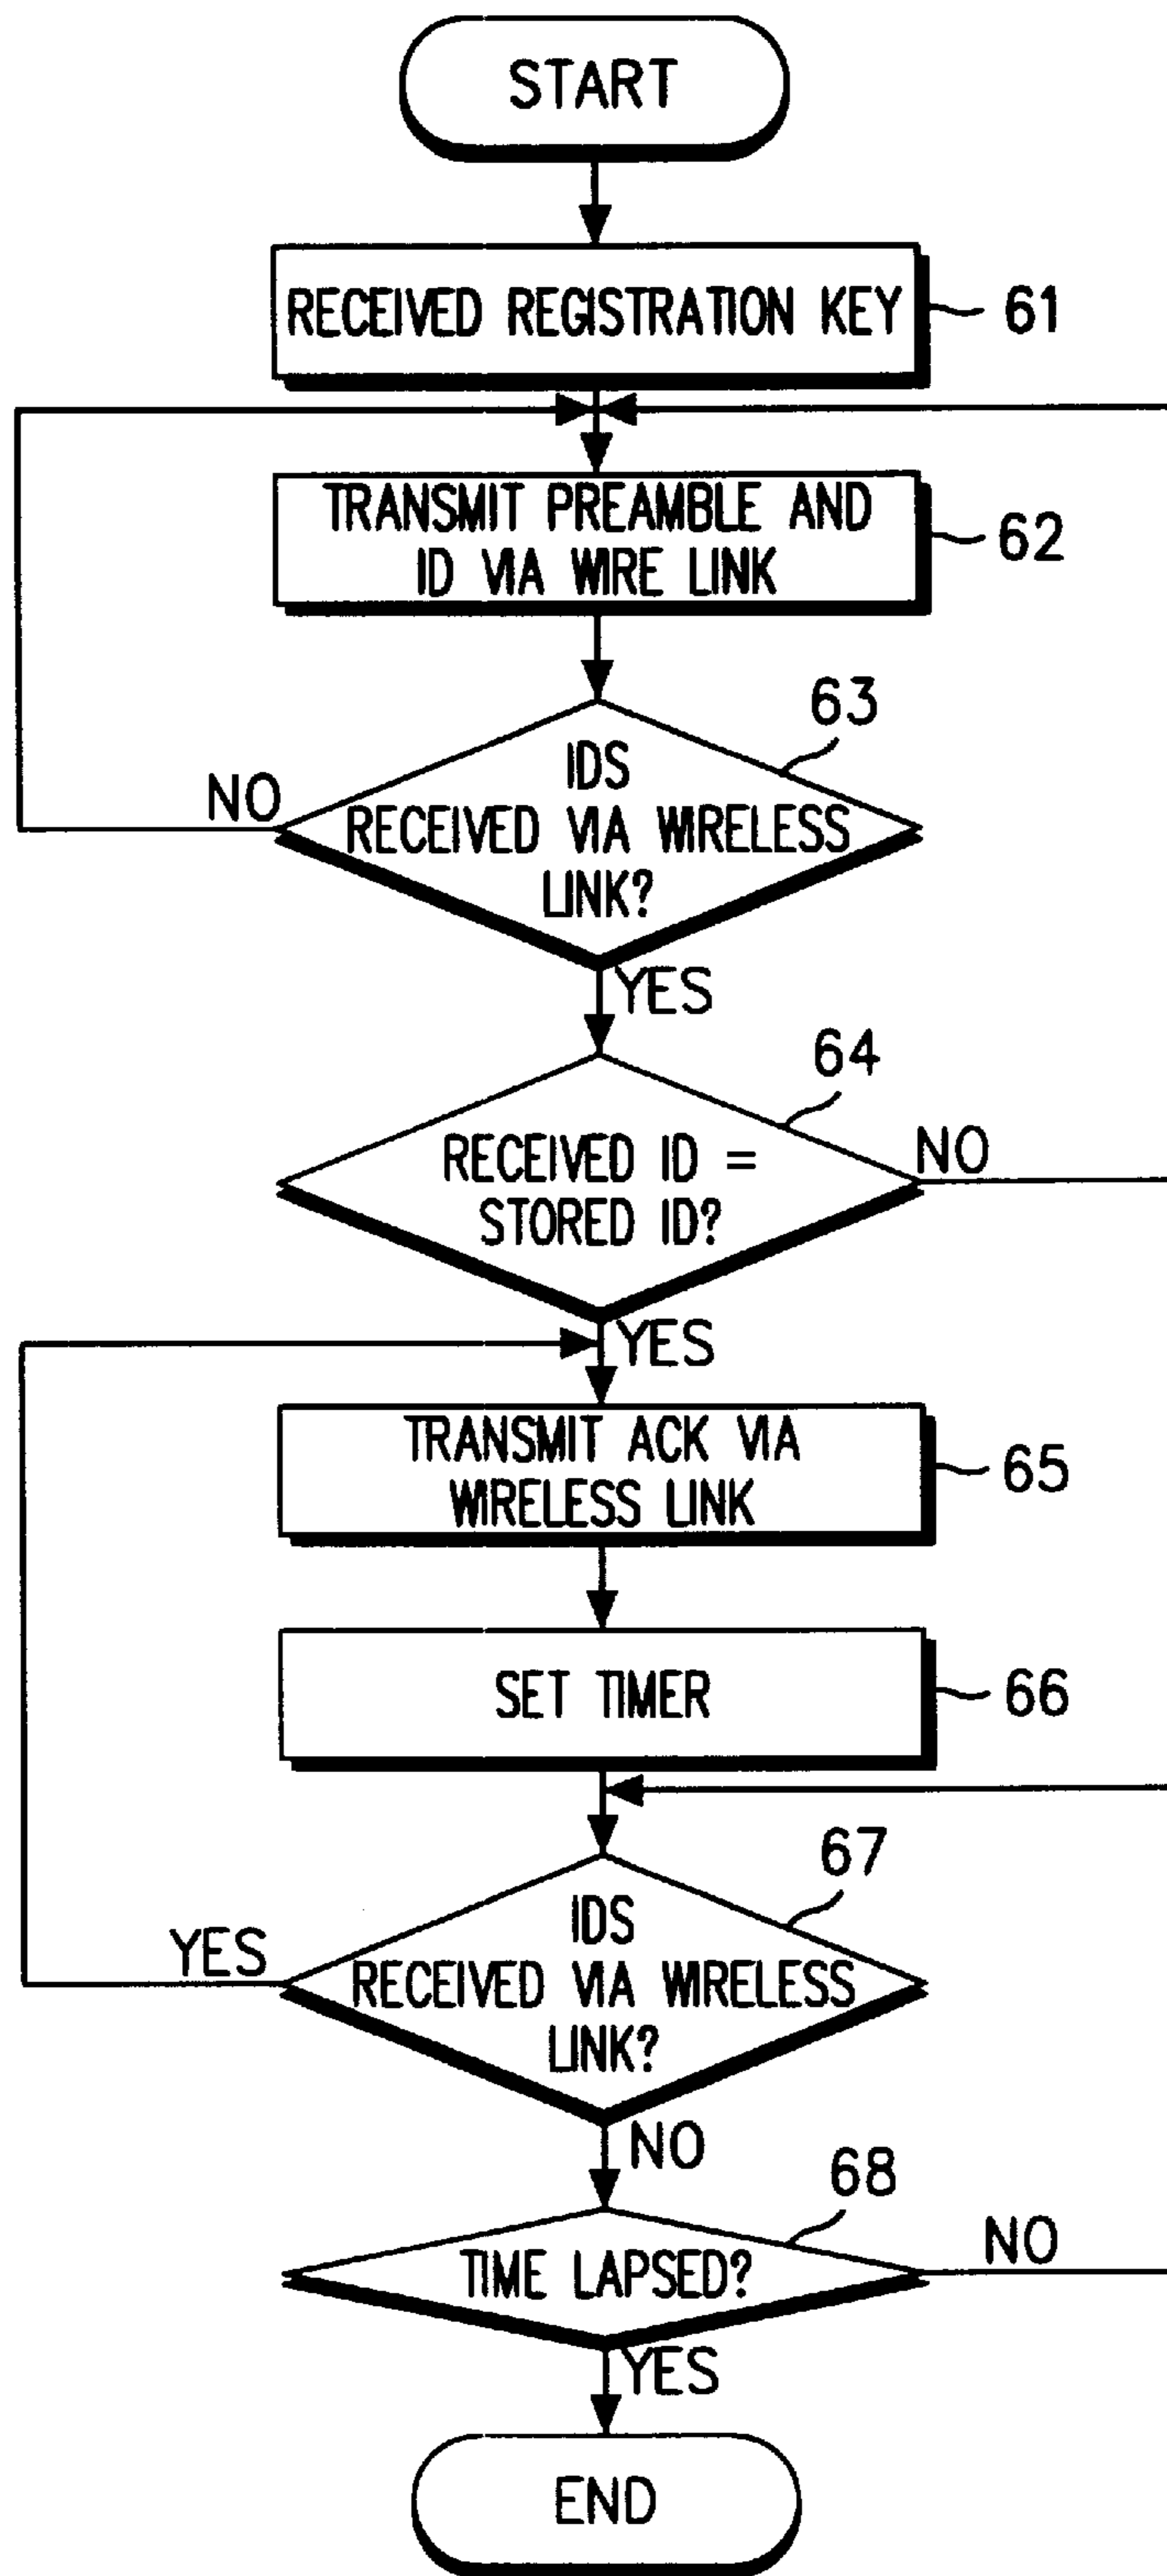 START
RECEIVED REGISTRATION KEY
61
TRANSMIT PREAMBLE AND
ID VIA WIRE LINK
62
63
IDS
RECEIVED VIA WIRELESS
LINK?
NO
YES
64
RECEIVED ID =
STORED ID?
NO
YES
TRANSMIT ACK VIA
WIRELESS LINK
65
SET TIMER
66
67
IDS
RECEIVED VIA WIRELESS
LINK?
YES
NO
68
TIME LAPSED?
NO
YES
END